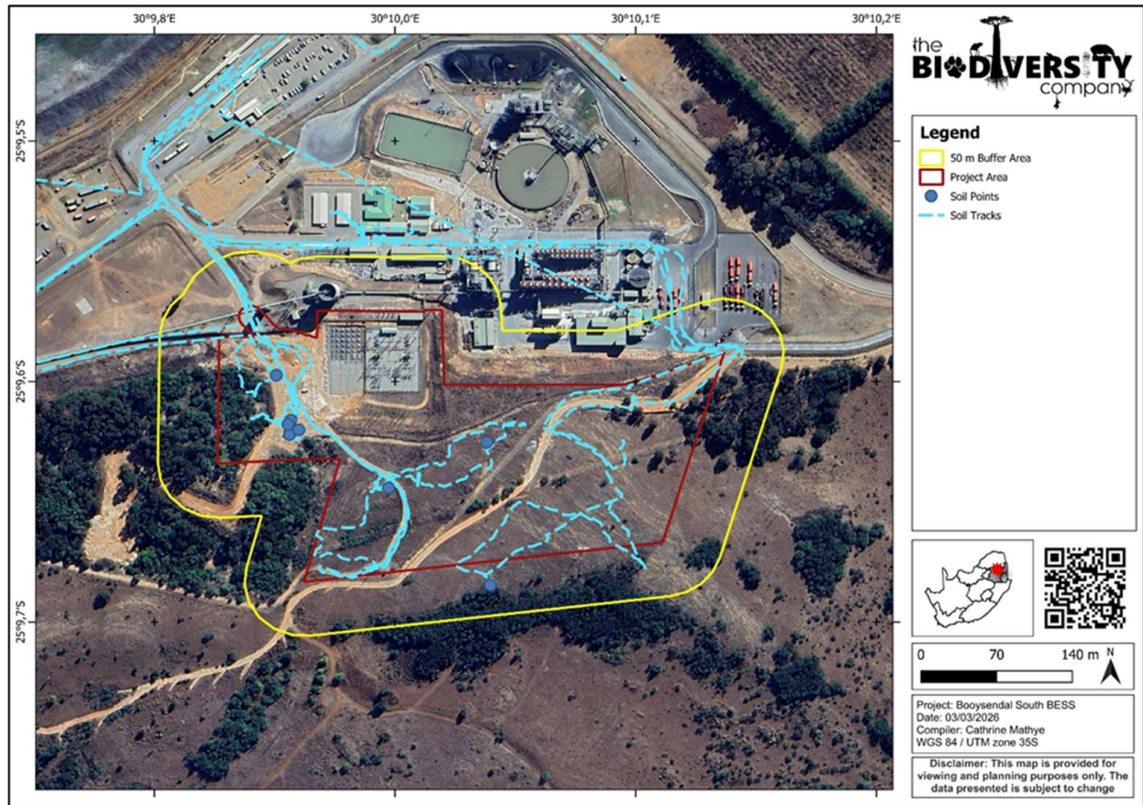 30°9,8'E 30°10,0'E 30°10,1'E 30°10,2'E
25°9,5'S
25°9,6'S
25°9,7'S
the
BIODIVERSITY
company
Legend
50 m Buffer Area
Project Area
Soil Points
Soil Tracks
0 70 140 m N
Project: Booysendal South BESS
Date: 03/03/2026
Compiler: Cathrine Mathye
WGS 84 / UTM zone 35S
Disclaimer: This map is provided for
viewing and planning purposes only. The
data presented is subject to change